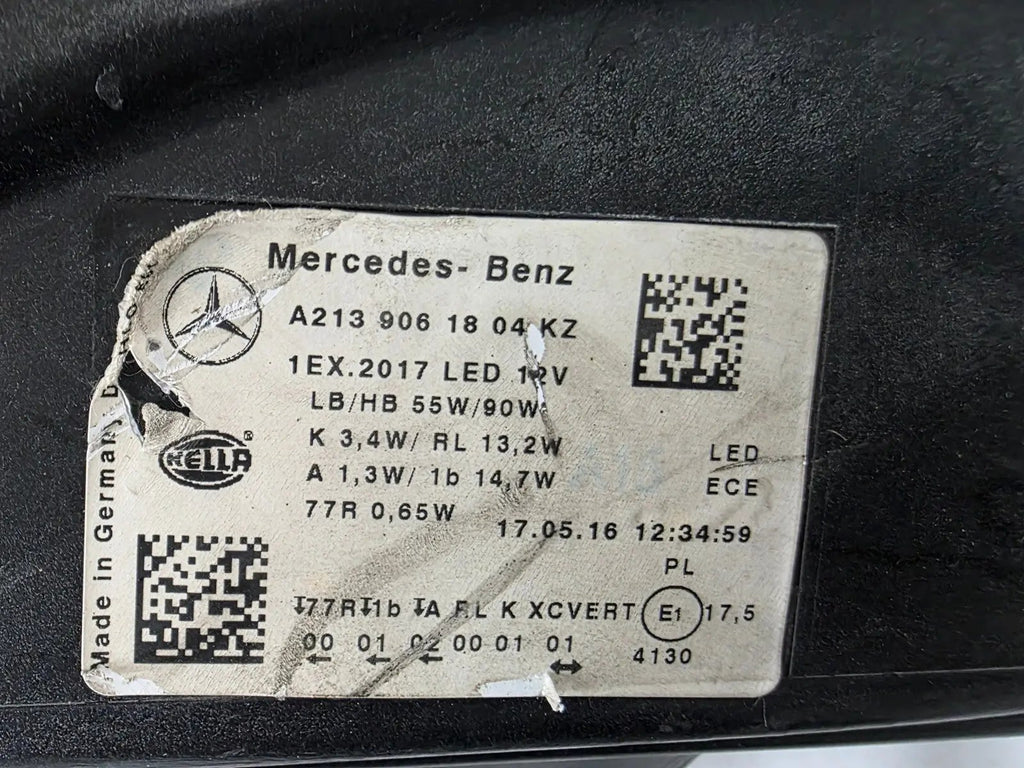 Mercedes- Benz
A213 906 18 04 KZ
1EX.2017 LED 12V
LB/HB 55W/90W
K 3,4W/ RL 13,2W
A 1,3W/ 1b 14,7W
77R 0,65W
LED
ECE
17.05.16 12:34:59
PL
77R 1b A RL K XCVERT E1 17,5
00 01 02 00 01 01
4130
HELLA®
Made in Germany